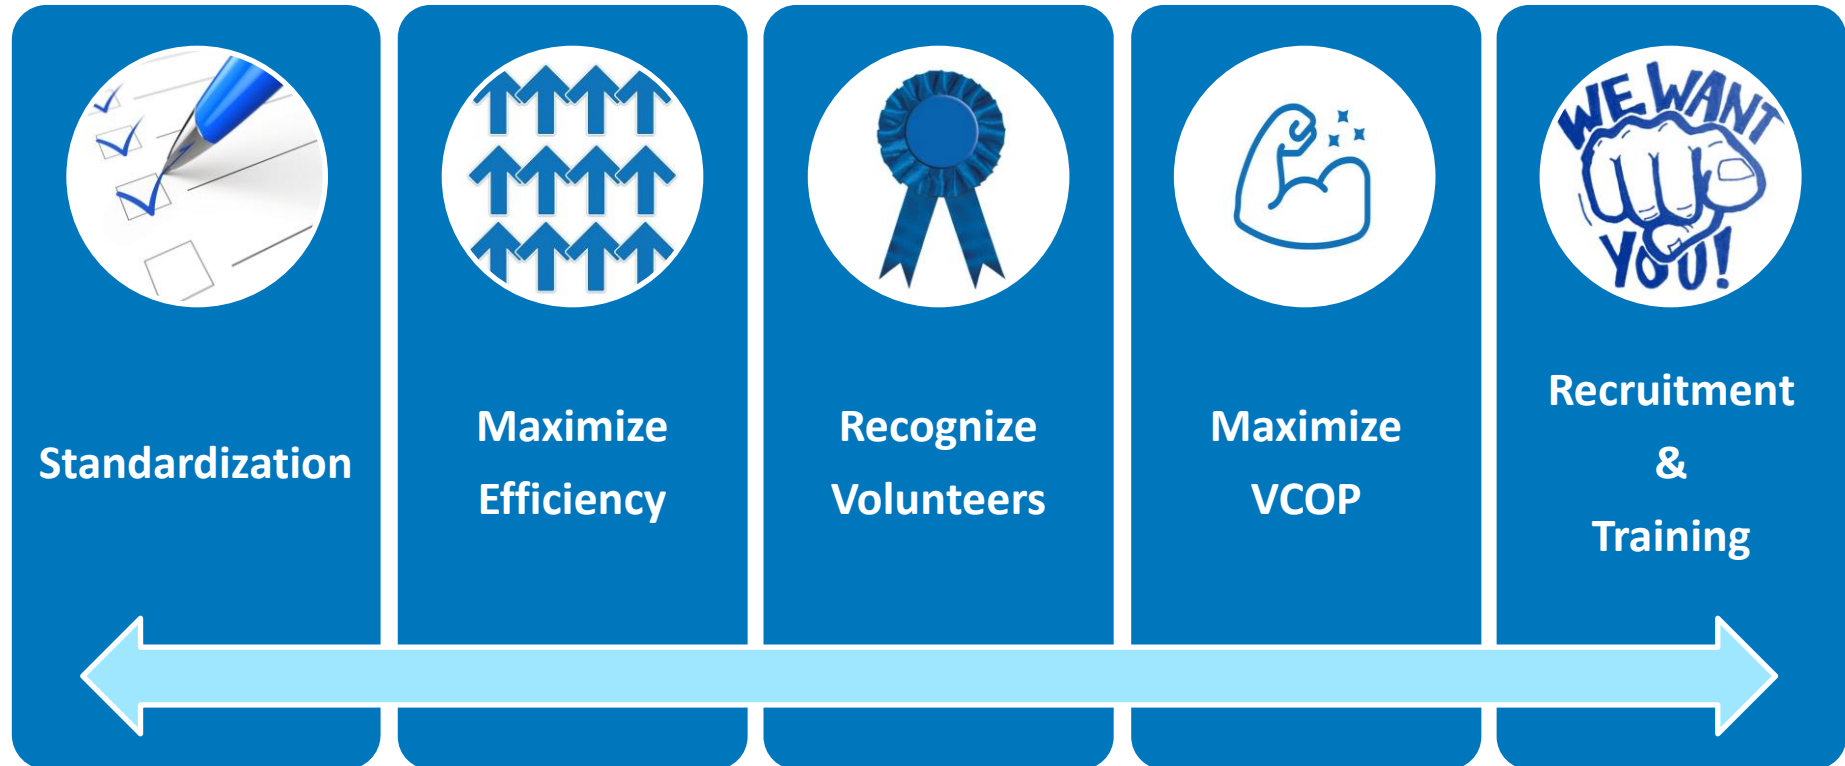 WE WANT
YOU!
Standardization
Maximize
Efficiency
Recognize
Volunteers
Maximize
VCOP
Recruitment
&
Training